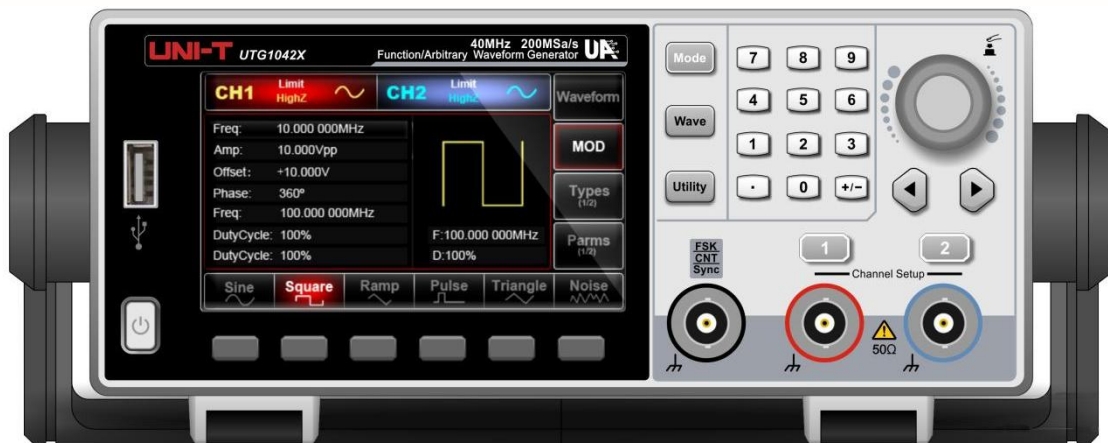 UNI-T UTG1042X
40MHz 200MSa/s
Function/Arbitrary Waveform Generator
CH1
Limit
HighZ
CH2
Limit
HighZ
Waveform
Freq: 10.000 000MHz
Amp: 10.000Vpp
Offset: +10.000V
Phase: 360°
Freq: 100.000 000MHz
DutyCycle: 100%
DutyCycle: 100%
F:100.000 000MHz
D:100%
MOD
Types
(1/2)
Parms
(1/2)
Sine
Square
Ramp
Pulse
Triangle
Noise
Mode
Wave
Utility
7 8 9
4 5 6
1 2 3
· 0 +/−
FSK
CNT
Sync
1
2
Channel Setup
50Ω